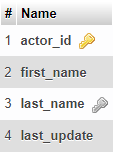 # Name
1 actor_id
2 first_name
3 last_name
4 last_update